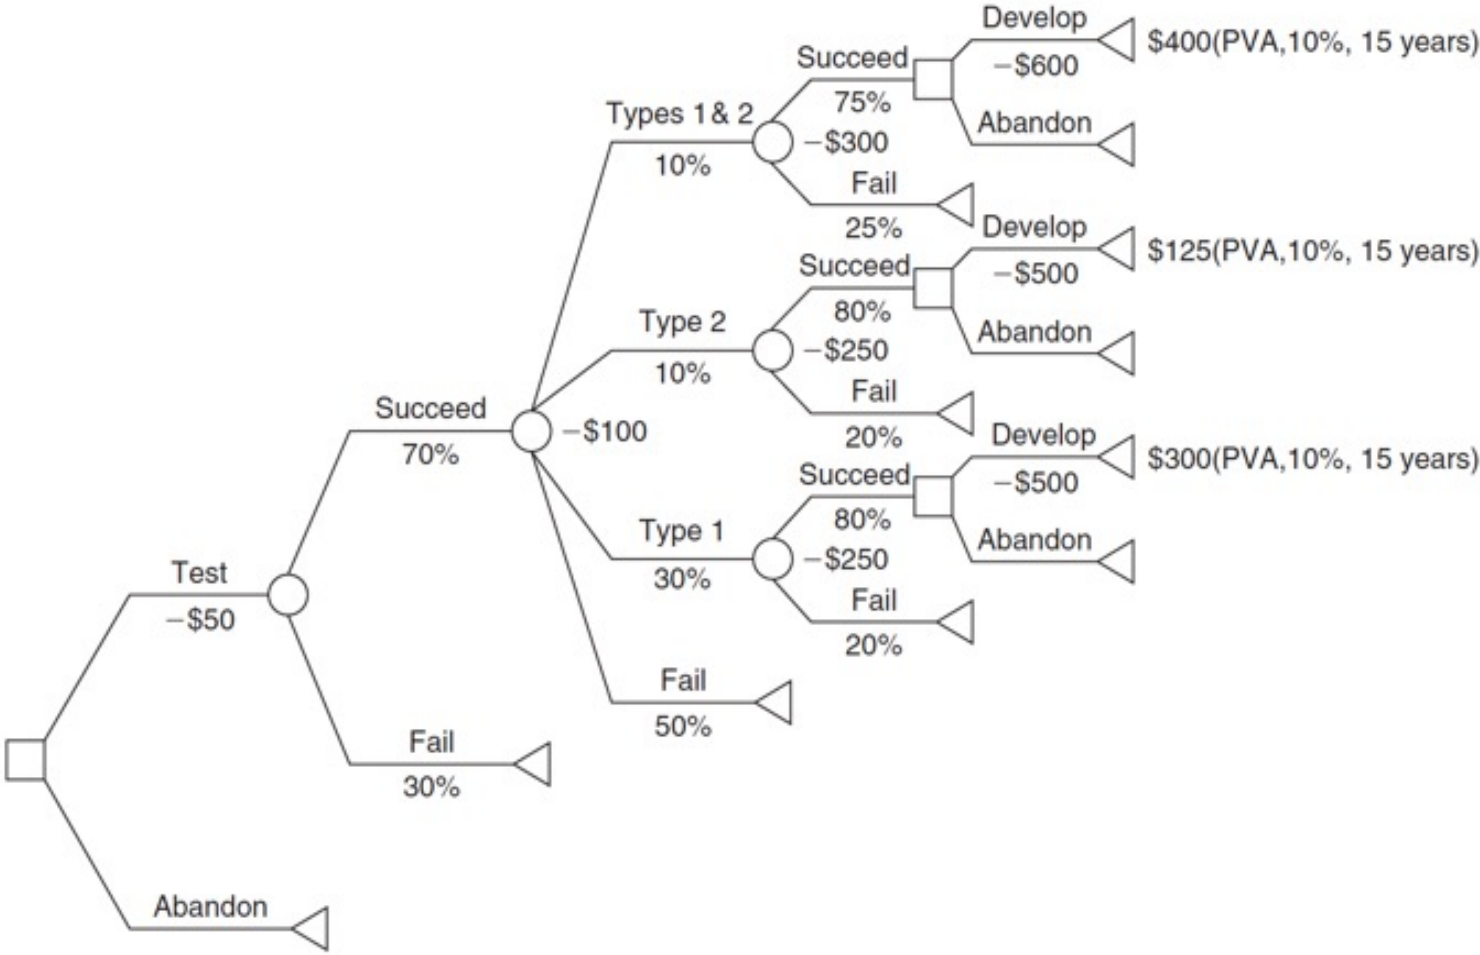 Develop
$400(PVA,10%, 15 years)
−$600
Succeed
75%
Abandon
Types 1& 2
10%
−$300
Fail
25%
Develop
$125(PVA,10%, 15 years)
−$500
Succeed
80%
Abandon
Type 2
10%
−$250
Fail
20%
Develop
$300(PVA,10%, 15 years)
−$500
Succeed
80%
Abandon
Type 1
30%
−$250
Fail
20%
Succeed
70%
−$100
Fail
50%
Test
−$50
Fail
30%
Abandon